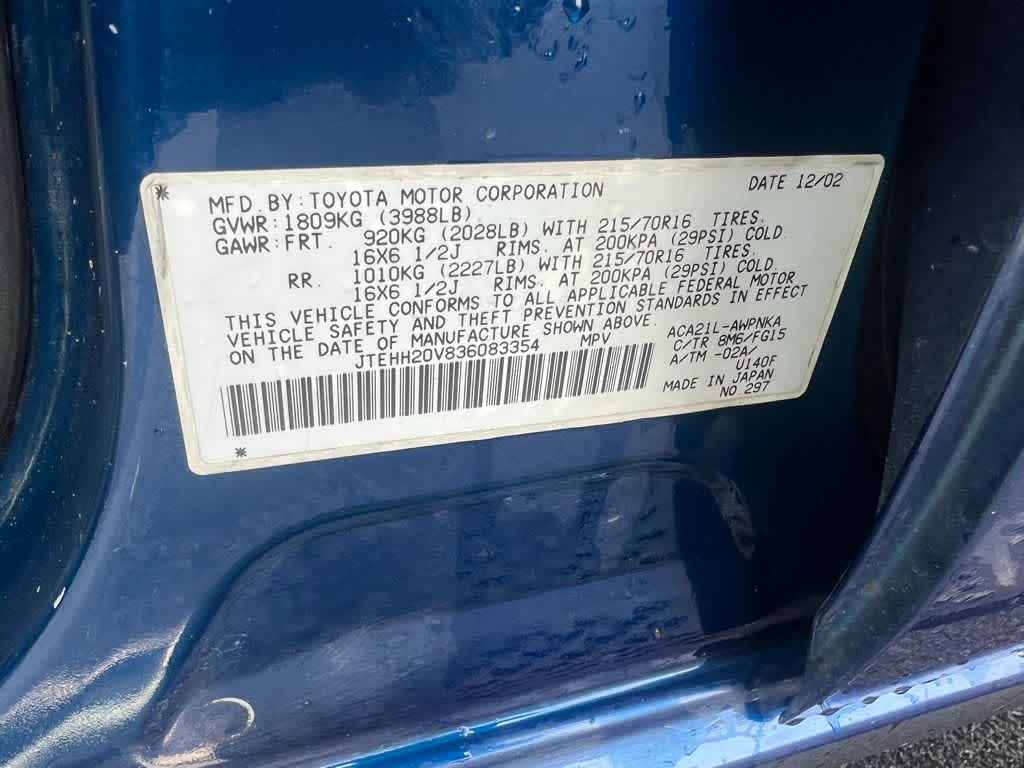 * MFD. BY: TOYOTA MOTOR CORPORATION DATE 12/02
GVWR: 1809KG (3988LB)
GAWR: FRT. 920KG (2028LB) WITH 215/70R16 TIRES.
16X6 1/2J RIMS. AT 200KPA (29PSI) COLD.
RR. 1010KG (2227LB) WITH 215/70R16 TIRES.
16X6 1/2J RIMS. AT 200KPA (29PSI) COLD.
THIS VEHICLE CONFORMS TO ALL APPLICABLE FEDERAL MOTOR
VEHICLE SAFETY AND THEFT PREVENTION STANDARDS IN EFFECT
ON THE DATE OF MANUFACTURE SHOWN ABOVE.
JTEHH20V836083354 MPV
ACA21L-AWPNKA
C/TR 8M6/FG15
A/TM -02A/
U140F
MADE IN JAPAN
NO 297
*